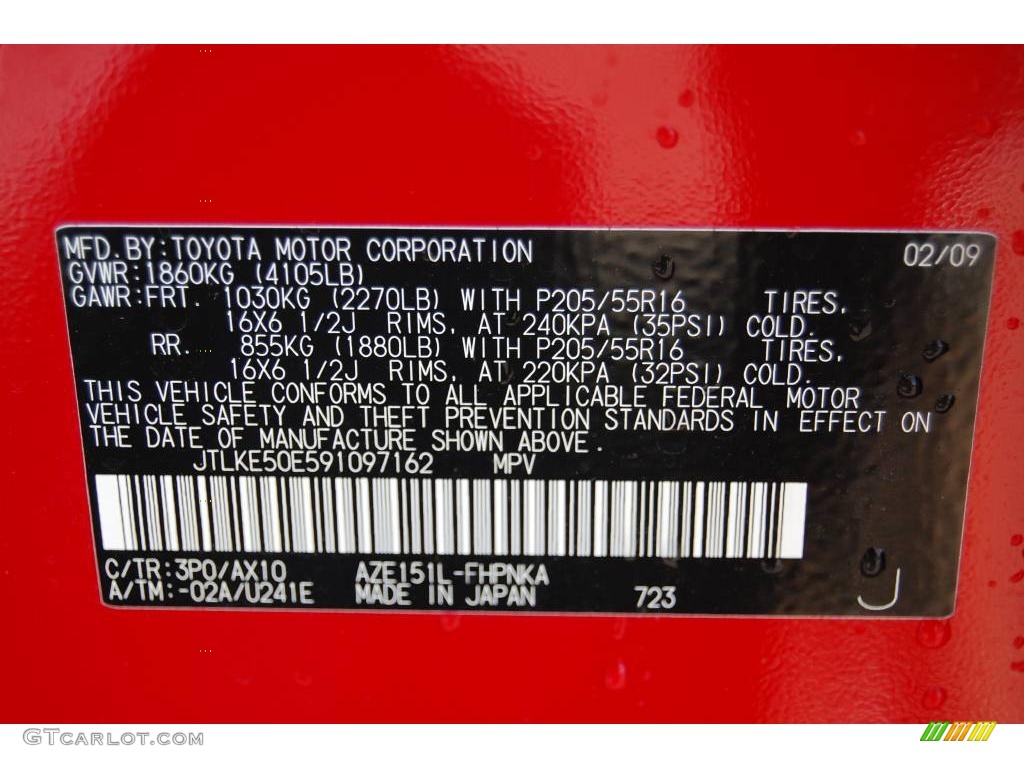 MFD. BY: TOYOTA MOTOR CORPORATION 02/09
GVWR: 1860KG (4105LB)
GAWR: FRT. 1030KG (2270LB) WITH P205/55R16 TIRES,
16X6 1/2J RIMS, AT 240KPA (35PSI) COLD.
RR. 855KG (1880LB) WITH P205/55R16 TIRES,
16X6 1/2J RIMS, AT 220KPA (32PSI) COLD.
THIS VEHICLE CONFORMS TO ALL APPLICABLE FEDERAL MOTOR
VEHICLE SAFETY AND THEFT PREVENTION STANDARDS IN EFFECT ON
THE DATE OF MANUFACTURE SHOWN ABOVE.
JTLKE50E591097162 MPV
C/TR: 3P0/AX10 AZE151L-FHPNKA
A/TM: -02A/U241E MADE IN JAPAN 723 J
GTCARLOT.COM